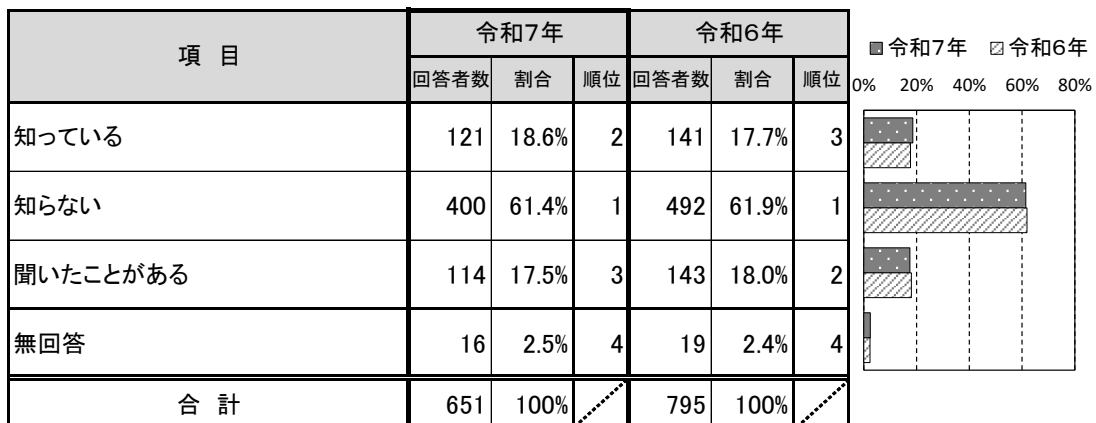 項 目 令和7年 令和6年
回答者数 割合 順位 回答者数 割合 順位
知っている 121 18.6% 2 141 17.7% 3
知らない 400 61.4% 1 492 61.9% 1
聞いたことがある 114 17.5% 3 143 18.0% 2
無回答 16 2.5% 4 19 2.4% 4
合 計 651 100% 795 100%
令和7年 令和6年
0% 20% 40% 60% 80%